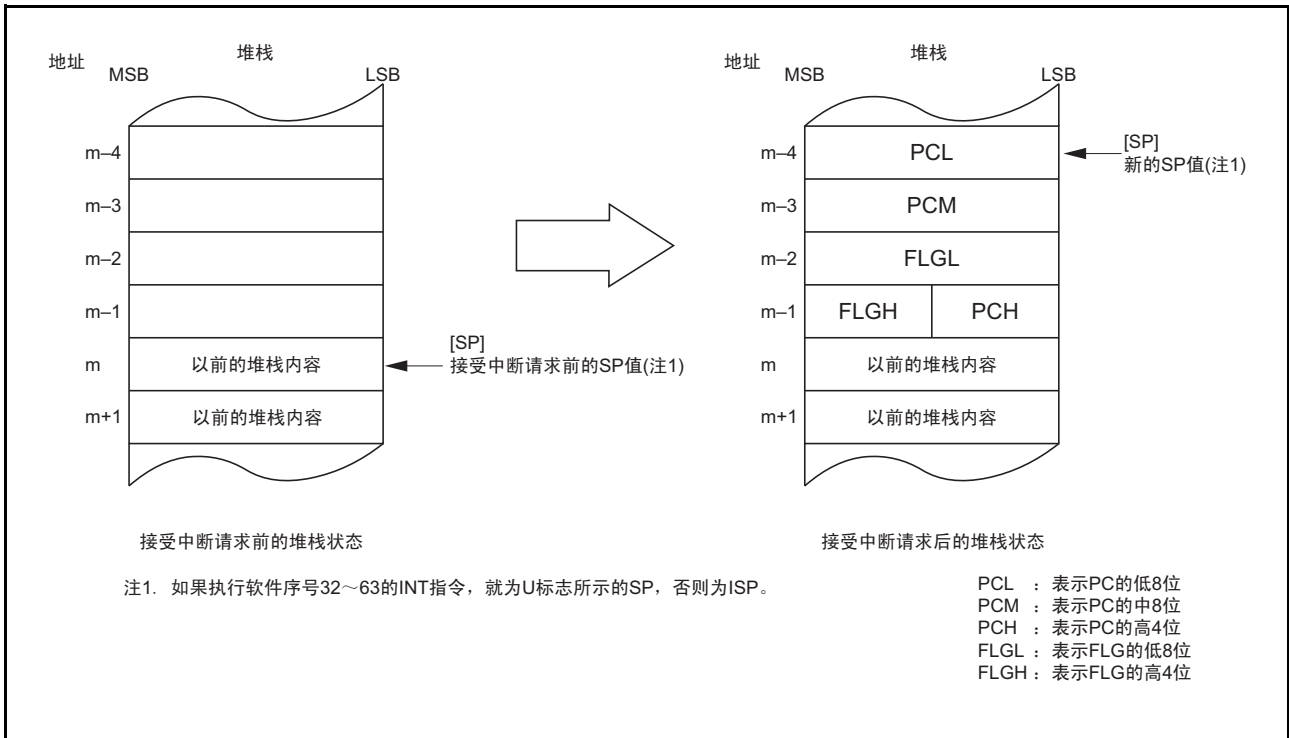 地址 MSB 堆栈 LSB
m–4
m–3
m–2
m–1
m 以前的堆栈内容
m+1 以前的堆栈内容
[SP]
接受中断请求前的SP值(注1)
接受中断请求前的堆栈状态
地址 MSB 堆栈 LSB
m–4 PCL
m–3 PCM
m–2 FLGL
m–1 FLGH PCH
m 以前的堆栈内容
m+1 以前的堆栈内容
[SP]
新的SP值(注1)
接受中断请求后的堆栈状态
注1. 如果执行软件序号32～63的INT指令，就为U标志所示的SP，否则为ISP。
PCL ：表示PC的低8位
PCM ：表示PC的中8位
PCH ：表示PC的高4位
FLGL ：表示FLG的低8位
FLGH ：表示FLG的高4位